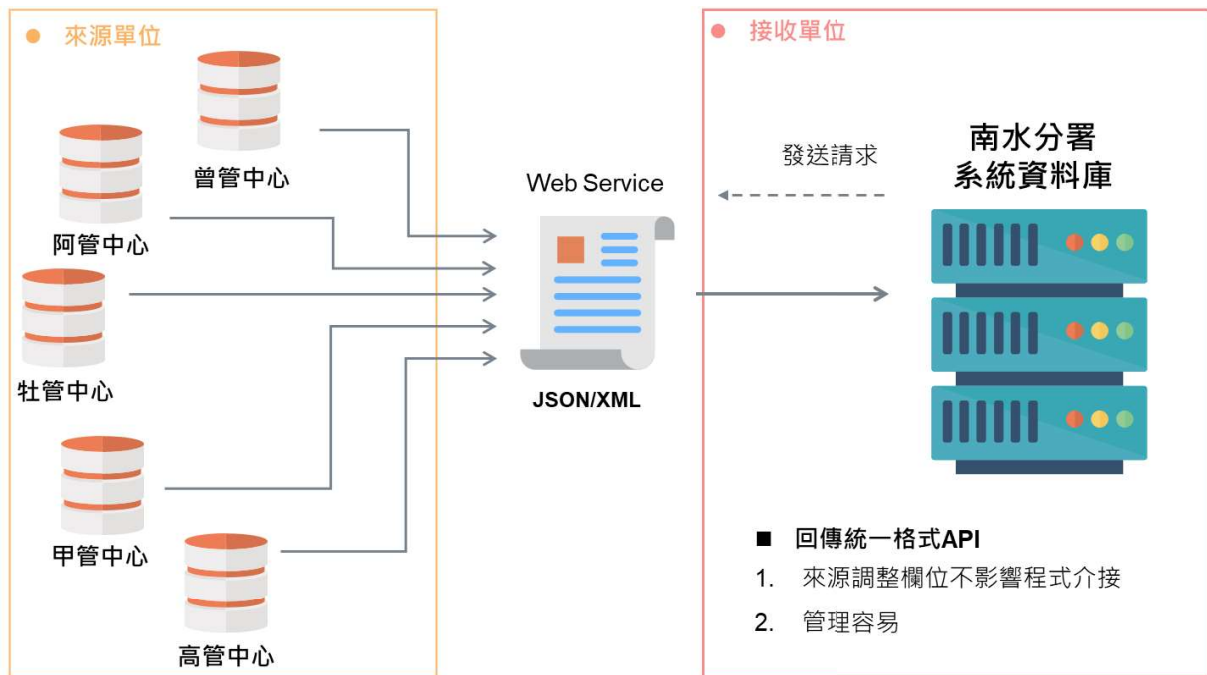 來源單位
曾管中心
阿管中心
牡管中心
甲管中心
高管中心
Web Service
JSON/XML
接收單位
發送請求
南水分署
系統資料庫
■ 回傳統一格式API
1. 來源調整欄位不影響程式介接
2. 管理容易